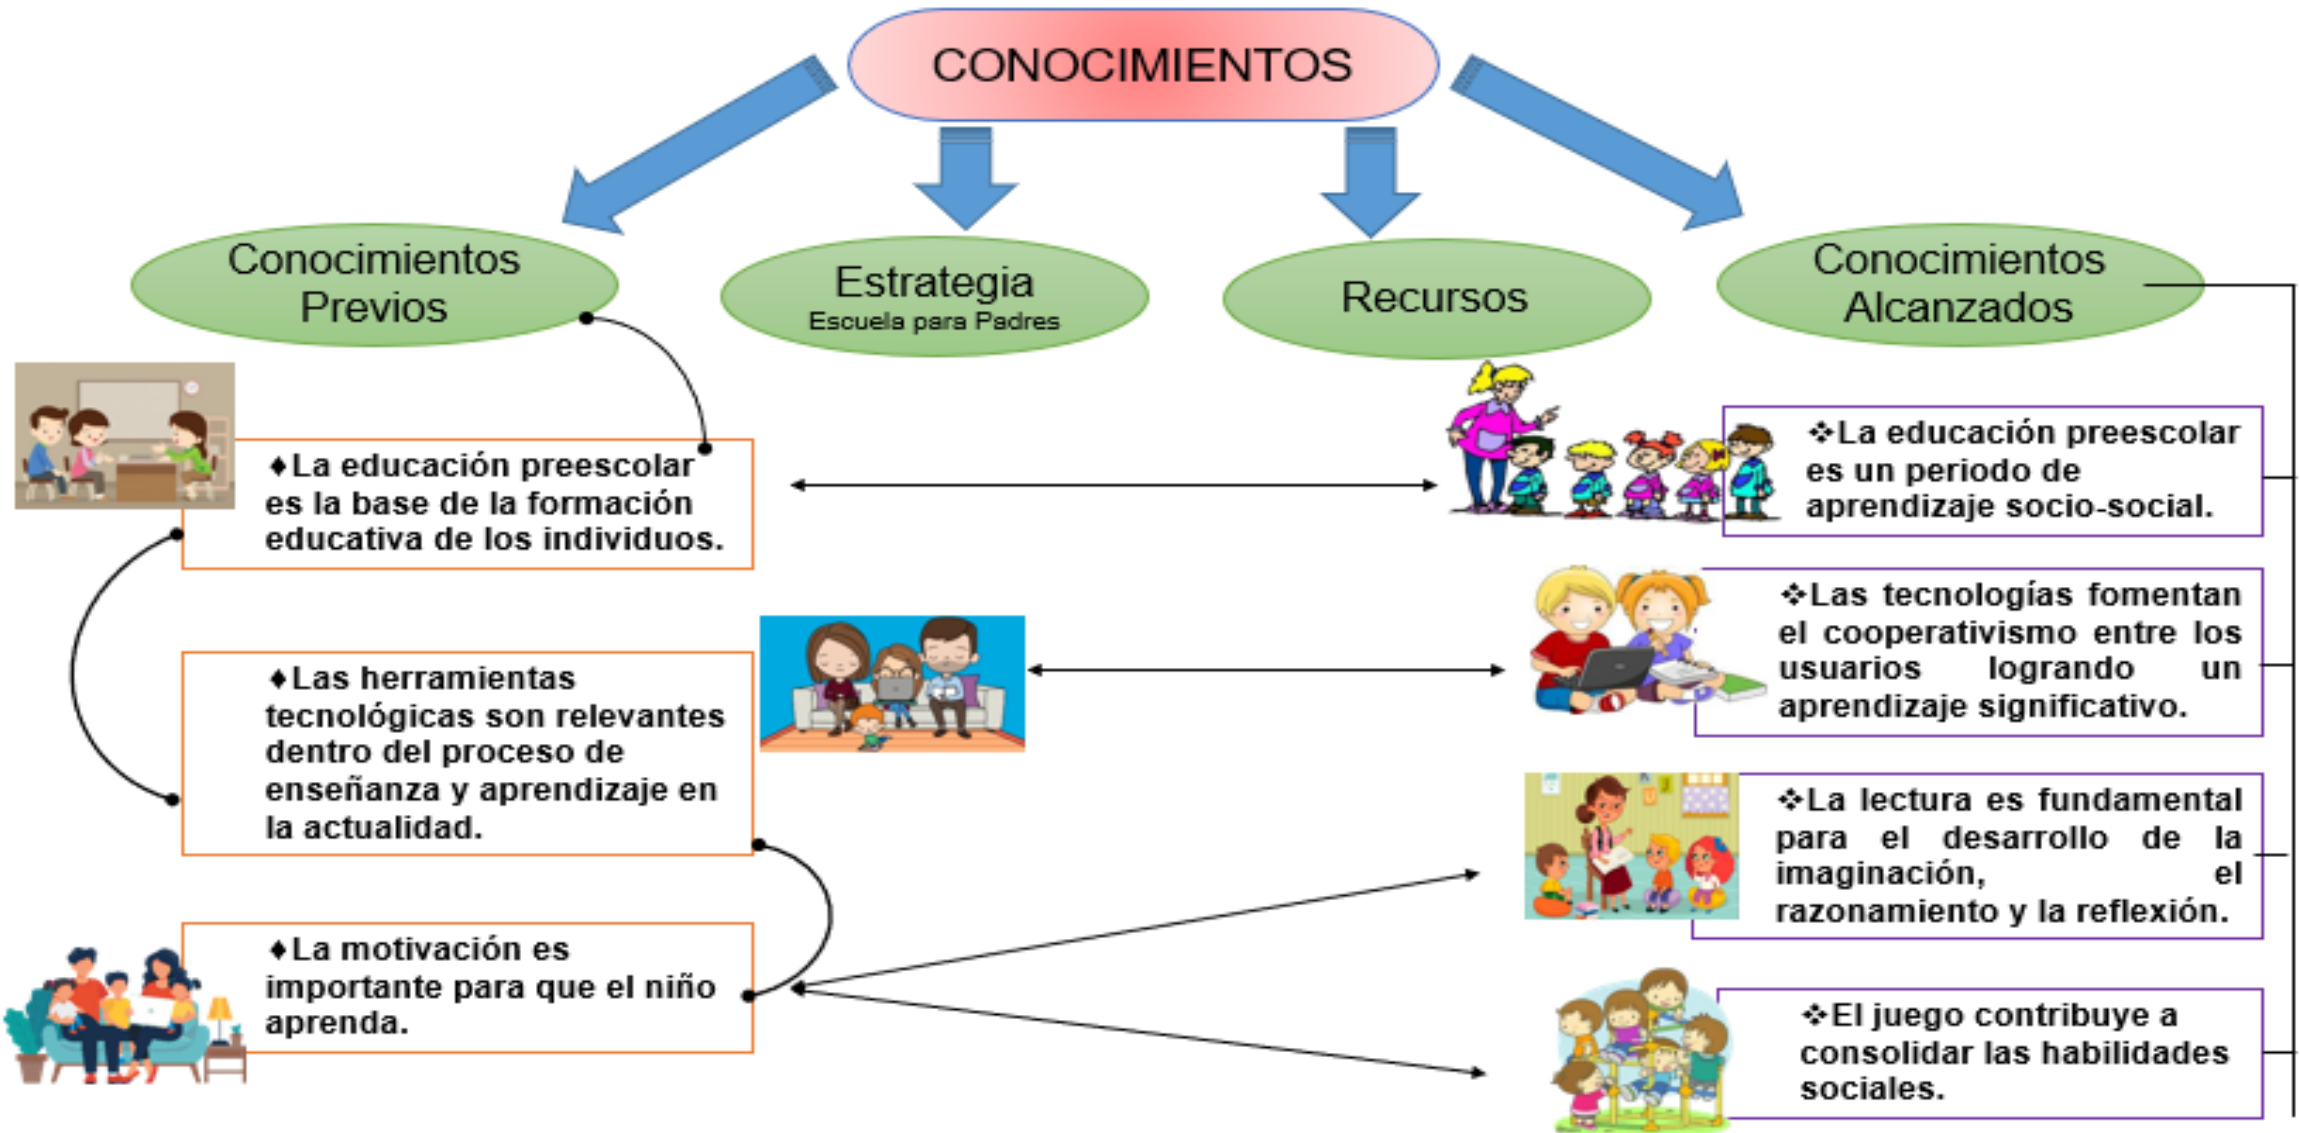 CONOCIMIENTOS
Conocimientos
Previos
Estrategia
Escuela para Padres
Recursos
Conocimientos
Alcanzados
♦La educación preescolar
es la base de la formación
educativa de los individuos.
♦Las herramientas
tecnológicas son relevantes
dentro del proceso de
enseñanza y aprendizaje en
la actualidad.
♦La motivación es
importante para que el niño
aprenda.
❖La educación preescolar
es un periodo de
aprendizaje socio-social.
❖Las tecnologías fomentan
el cooperativismo entre los
usuarios logrando un
aprendizaje significativo.
❖La lectura es fundamental
para el desarrollo de la
imaginación, el
razonamiento y la reflexión.
❖El juego contribuye a
consolidar las habilidades
sociales.